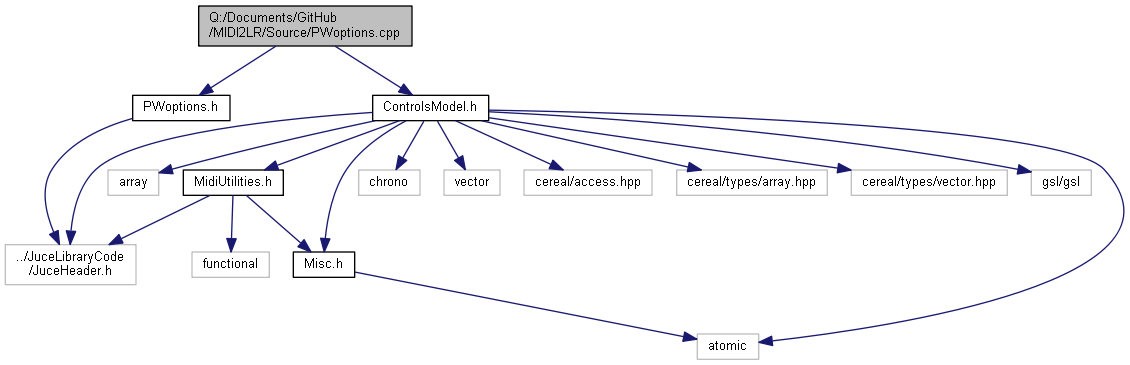 Q:/Documents/GitHub
/MIDI2LR/Source/PWoptions.cpp
PWoptions.h
ControlsModel.h
array
MidiUtilities.h
chrono
vector
cereal/access.hpp
cereal/types/array.hpp
cereal/types/vector.hpp
gsl/gsl
../JuceLibraryCode
/JuceHeader.h
functional
Misc.h
atomic